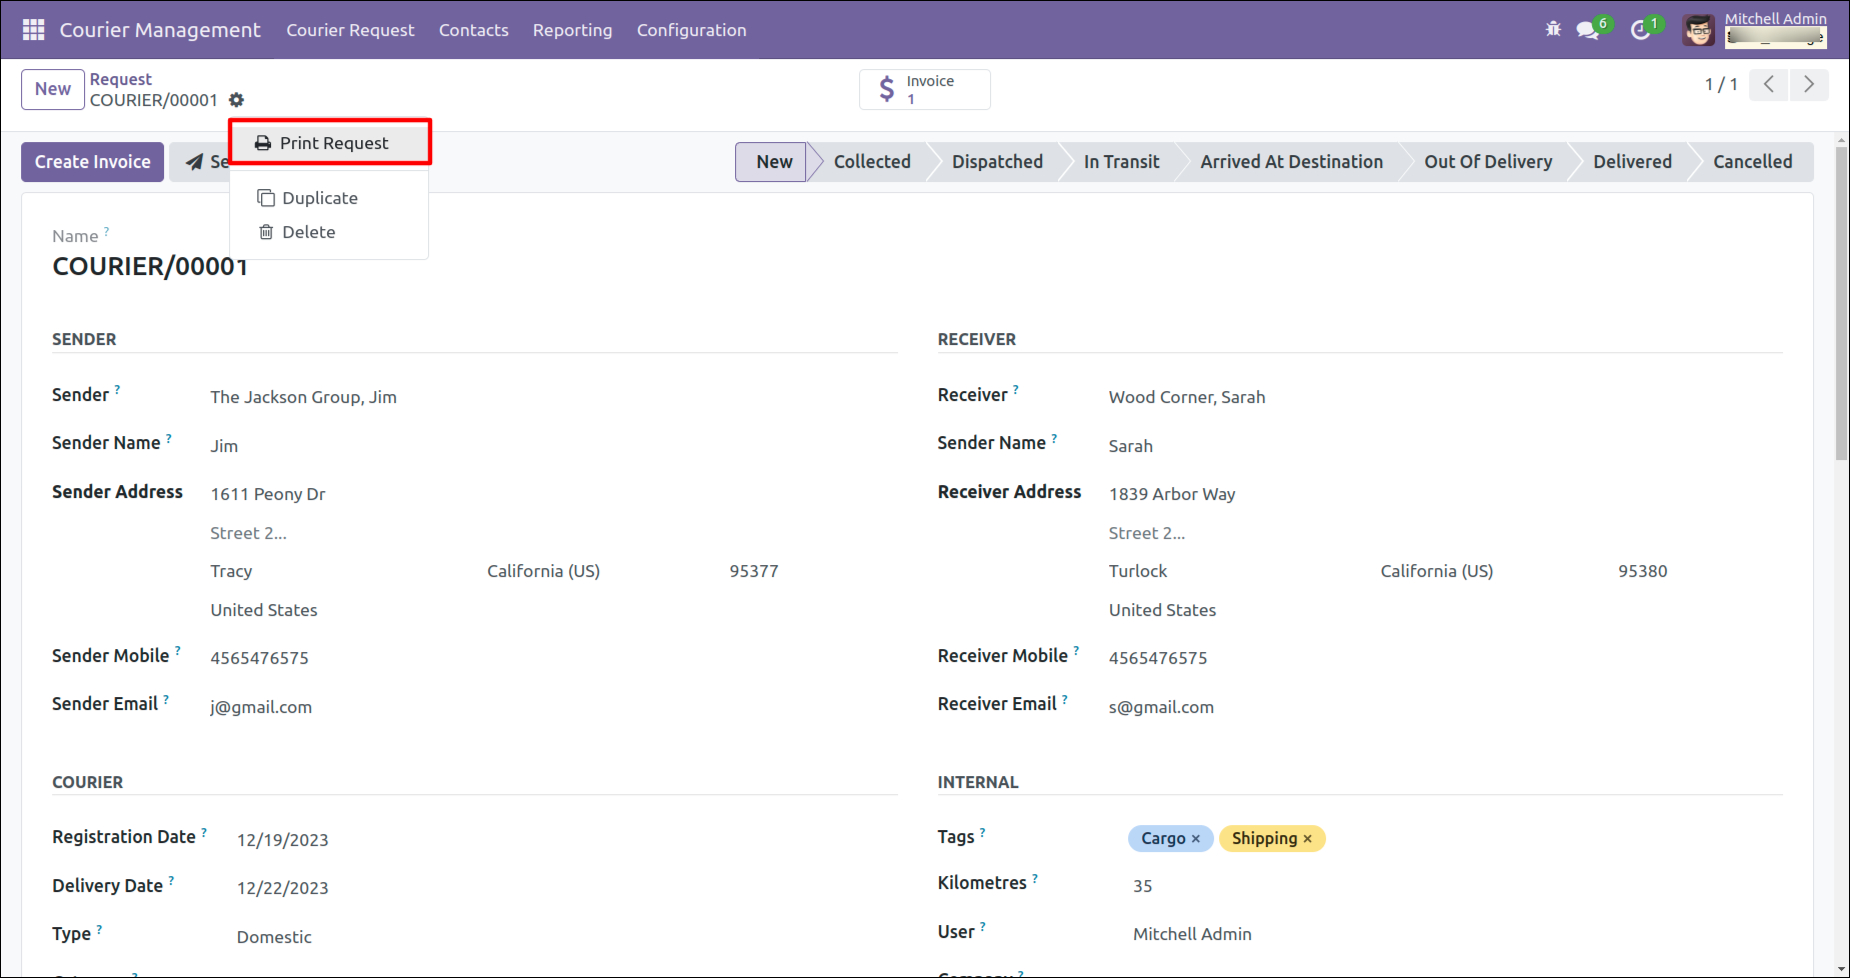 Courier Management Courier Request Contacts Reporting Configuration 6 1 Mitchell Admin
New Request
COURIER/00001
Invoice
1
1 / 1
Print Request
Duplicate
Delete
Create Invoice Se
New Collected Dispatched In Transit Arrived At Destination Out Of Delivery Delivered Cancelled
Name ?
COURIER/00001
SENDER
Sender ? The Jackson Group, Jim
Sender Name ? Jim
Sender Address 1611 Peony Dr
Street 2...
Tracy California (US) 95377
United States
Sender Mobile ? 4565476575
Sender Email ? j@gmail.com
RECEIVER
Receiver ? Wood Corner, Sarah
Sender Name ? Sarah
Receiver Address 1839 Arbor Way
Street 2...
Turlock California (US) 95380
United States
Receiver Mobile ? 4565476575
Receiver Email ? s@gmail.com
COURIER
Registration Date ? 12/19/2023
Delivery Date ? 12/22/2023
Type ? Domestic
INTERNAL
Tags ? Cargo × Shipping ×
Kilometres ? 35
User ? Mitchell Admin
Company ?